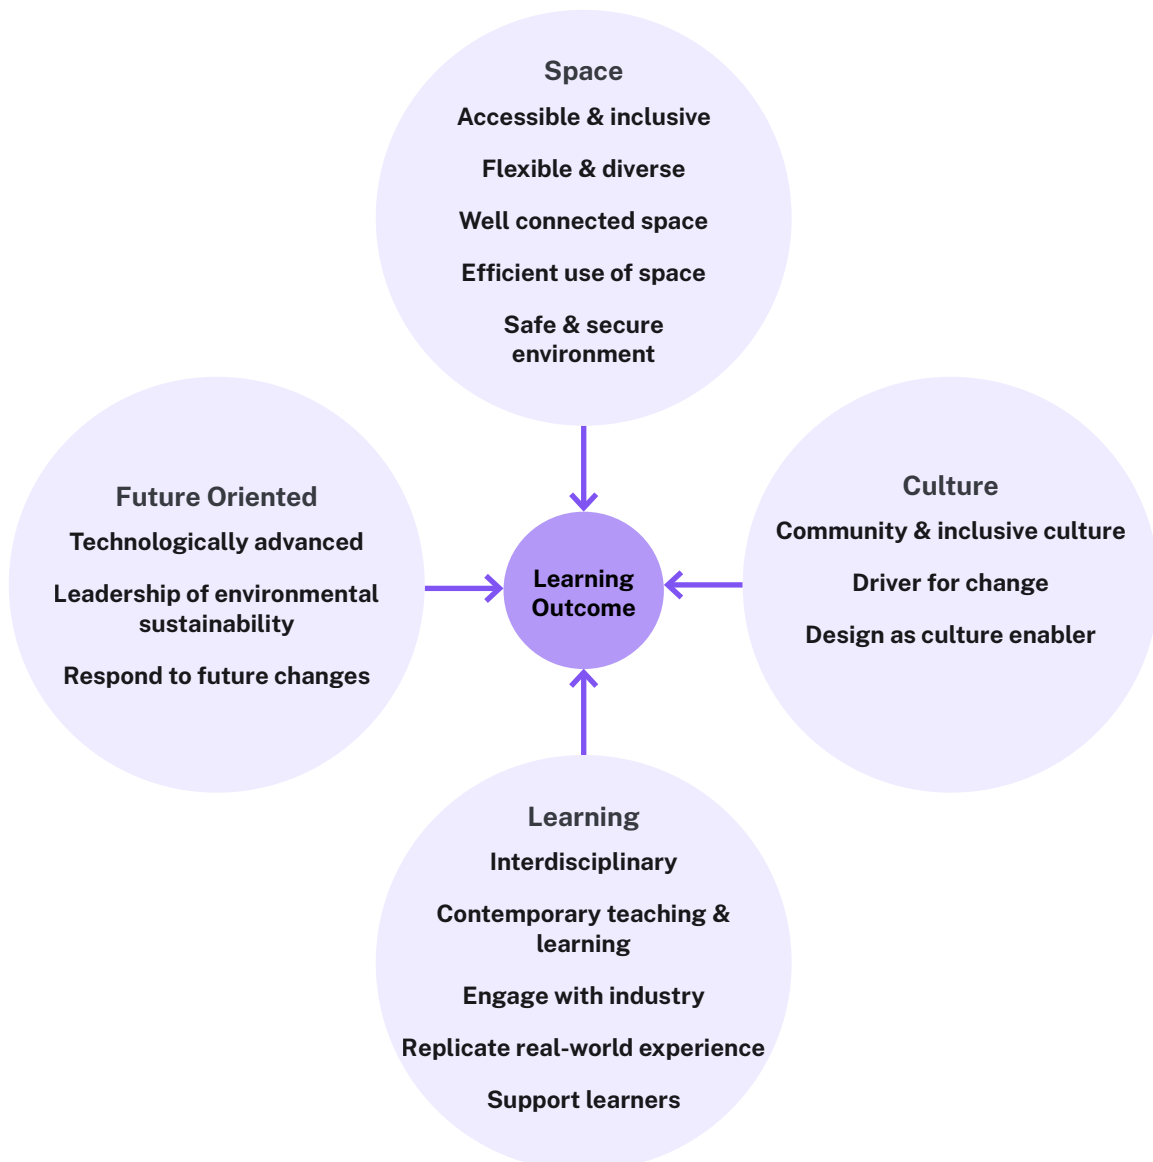 Space
Accessible & inclusive
Flexible & diverse
Well connected space
Efficient use of space
Safe & secure
environment
Future Oriented
Technologically advanced
Leadership of environmental
sustainability
Respond to future changes
Learning
Outcome
Culture
Community & inclusive culture
Driver for change
Design as culture enabler
Learning
Interdisciplinary
Contemporary teaching &
learning
Engage with industry
Replicate real-world experience
Support learners